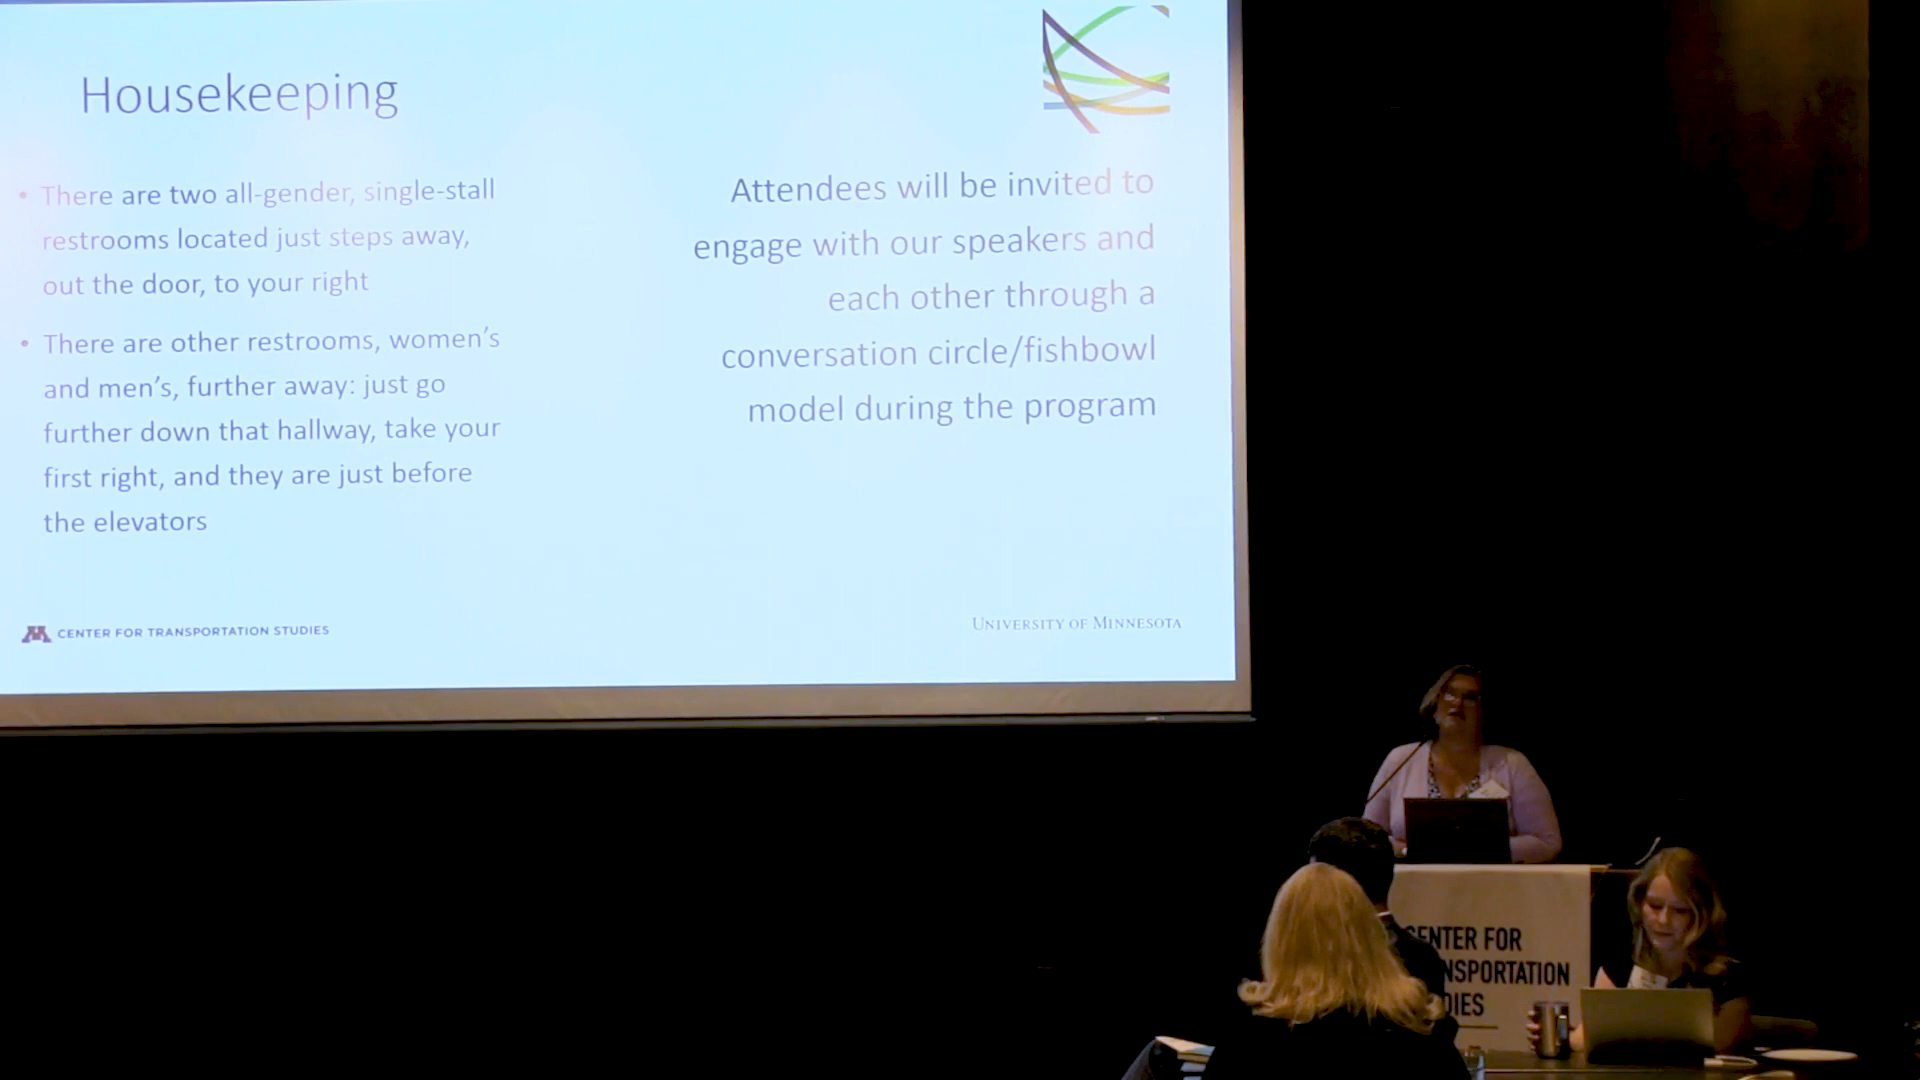 Housekeeping
• There are two all-gender, single-stall
restrooms located just steps away,
out the door, to your right
• There are other restrooms, women's
and men's, further away: just go
further down that hallway, take your
first right, and they are just before
the elevators
Attendees will be invited to
engage with our speakers and
each other through a
conversation circle/fishbowl
model during the program
CENTER FOR TRANSPORTATION STUDIES
UNIVERSITY OF MINNESOTA
CENTER FOR
NSPORTATION
DIES